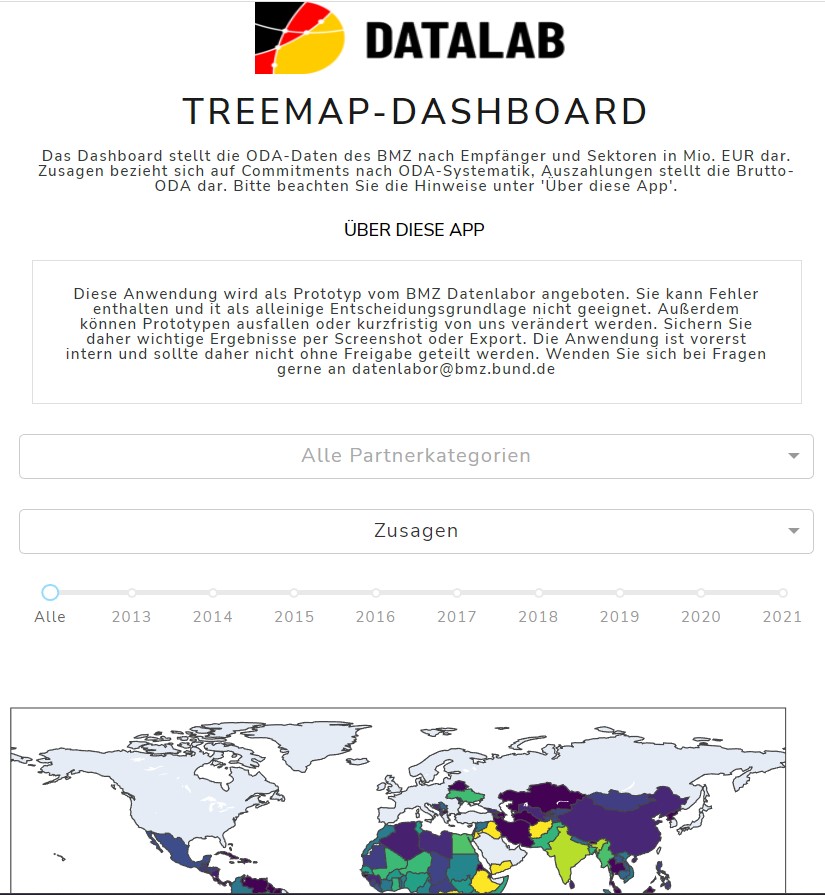 DATALAB
TREEMAP-DASHBOARD
Das Dashboard stellt die ODA-Daten des BMZ nach Empfänger und Sektoren in Mio. EUR dar.
Zusagen bezieht sich auf Commitments nach ODA-Systematik, Auszahlungen stellt die Brutto-
ODA dar. Bitte beachten Sie die Hinweise unter 'Über diese App'.
ÜBER DIESE APP
Diese Anwendung wird als Prototyp vom BMZ Datenlabor angeboten. Sie kann Fehler
enthalten und it als alleinige Entscheidungsgrundlage nicht geeignet. Außerdem
können Prototypen ausfallen oder kurzfristig von uns verändert werden. Sichern Sie
daher wichtige Ergebnisse per Screenshot oder Export. Die Anwendung ist vorerst
intern und sollte daher nicht ohne Freigabe geteilt werden. Wenden Sie sich bei Fragen
gerne an datenlabor@bmz.bund.de
Alle Partnerkategorien
Zusagen
Alle 2013 2014 2015 2016 2017 2018 2019 2020 2021